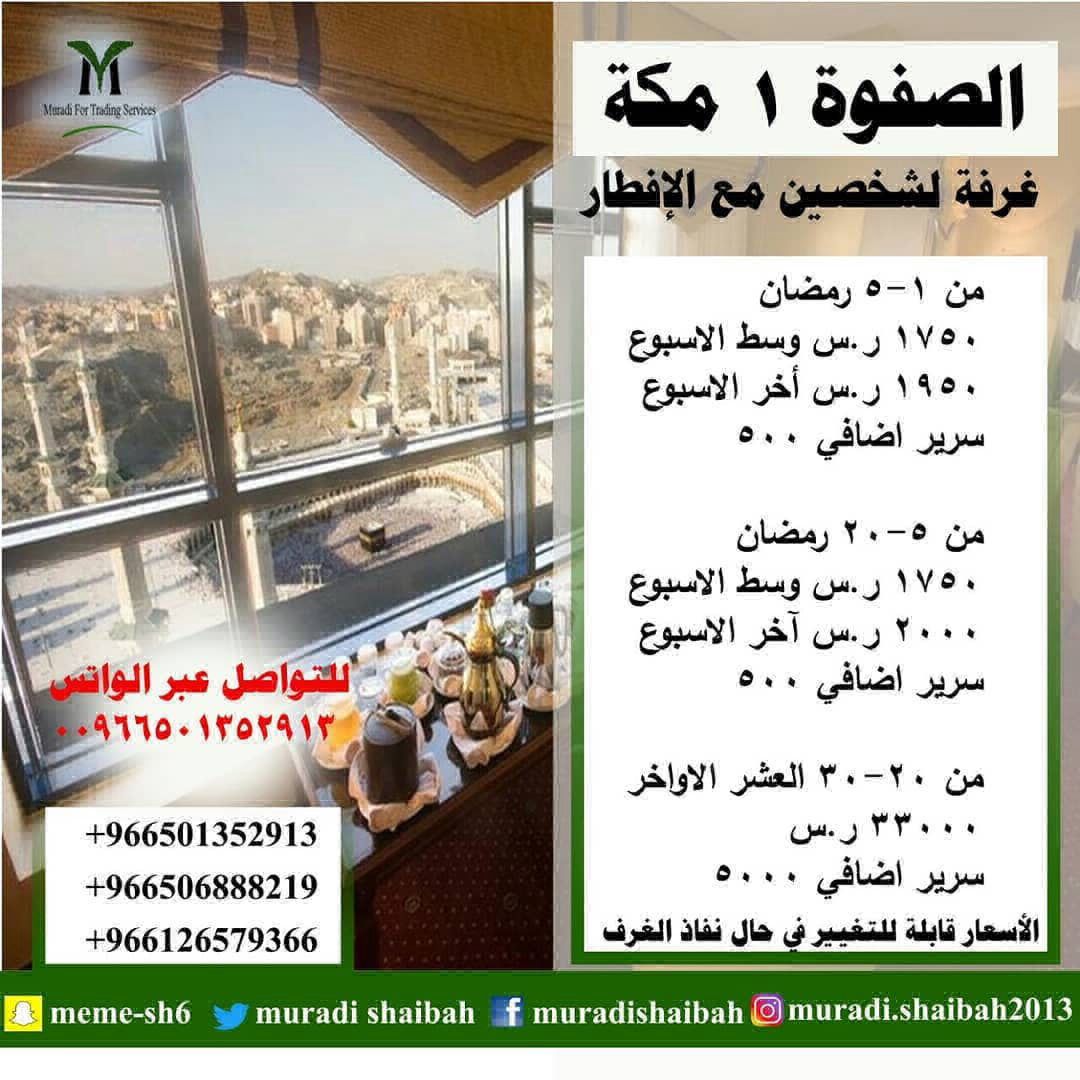 Muradi For Trading Services
الصفوة ١ مكة
غرفة لشخصين مع الإفطار
من ١-٥ رمضان
١٧٥٠ ر.س وسط الاسبوع
١٩٥٠ ر.س أخر الاسبوع
سرير اضافي ٥٠٠
من ٥-٢٠ رمضان
١٧٥٠ ر.س وسط الاسبوع
٢٠٠٠ ر.س آخر الاسبوع
سرير اضافي ٥٠٠
من ٢٠-٣٠ العشر الاواخر
٣٣٠٠٠ ر.س
سرير اضافي ٥٠٠٠
الأسعار قابلة للتغيير في حال نفاذ الغرف
للتواصل عبر الواتس
٠٠٩٦٦٥٠١٣٥٢٩١٣
+966501352913
+966506888219
+966126579366
meme-sh6 muradi shaibah muradishaibah muradi.shaibah2013